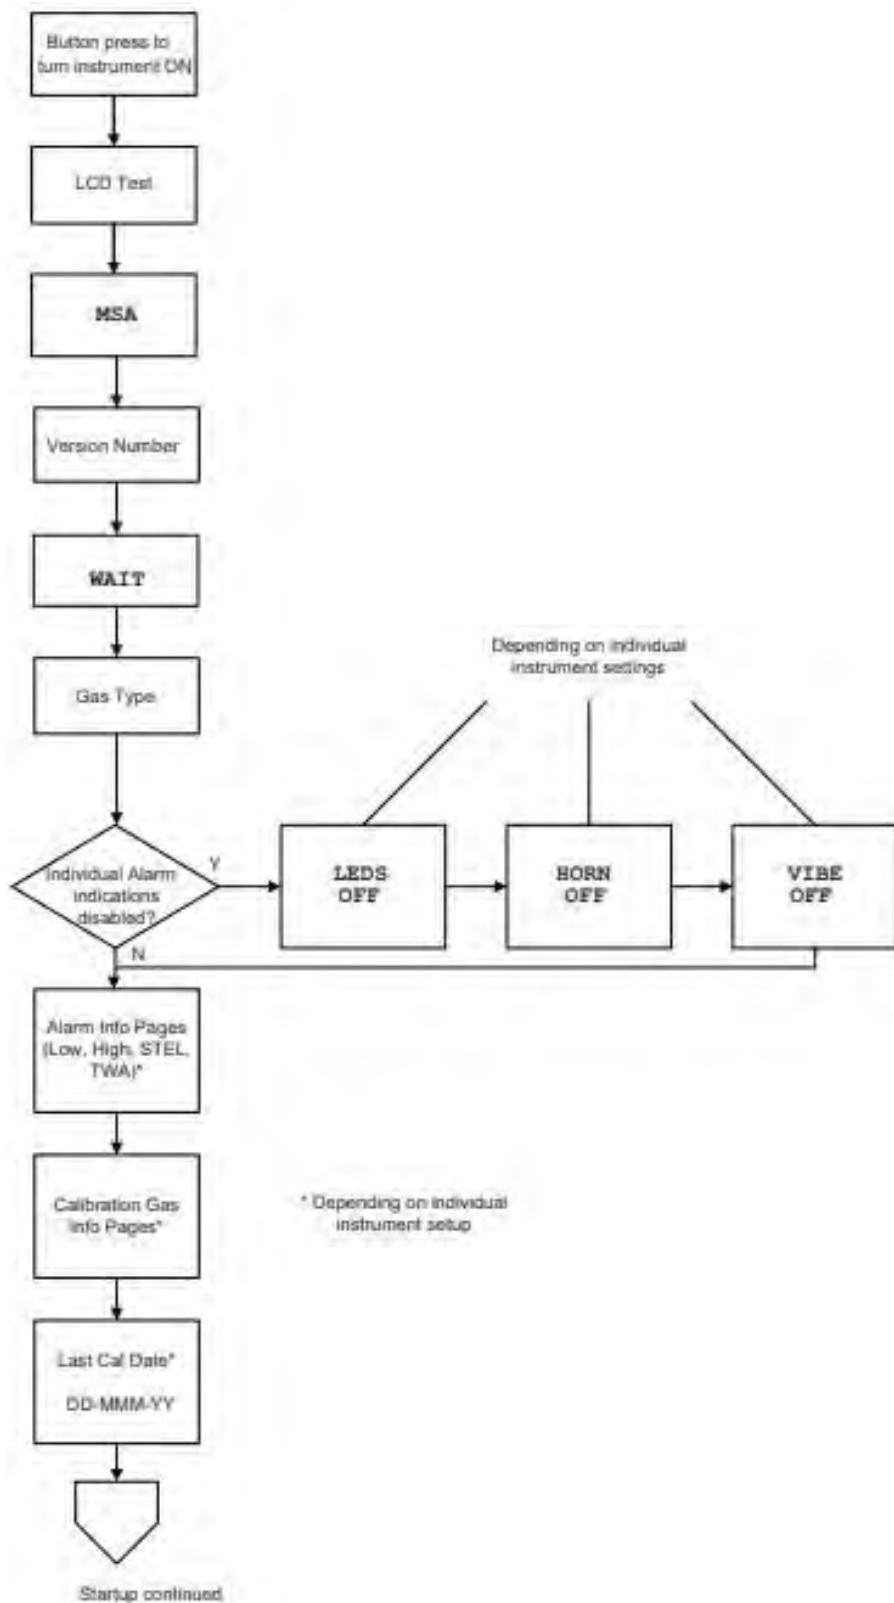 Button press to
turn instrument ON
LCD Test
MSA
Version Number
WAIT
Gas Type
Depending on individual
instrument settings
Individual Alarm
indications
disabled?
Y
LEDS
OFF
HORN
OFF
VIBE
OFF
N
Alarm Info Pages
(Low, High, STEL,
TWA)*
Calibration Gas
Info Pages*
* Depending on individual
instrument setup
Last Cal Date*
DD-MMM-YY
Startup continued